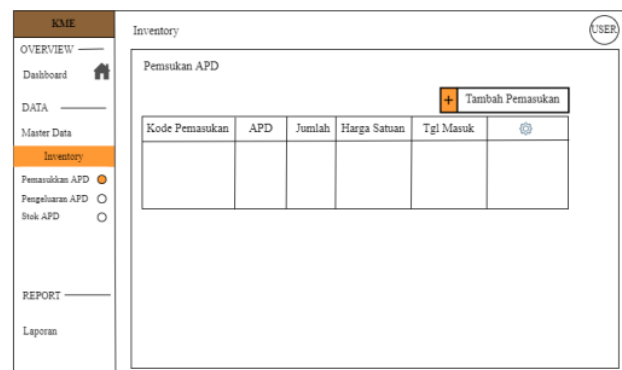 KME
OVERVIEW
Dashboard
DATA
Master Data
Inventory
Pemasukkan APD
Pengeluaran APD
Stok APD
REPORT
Laporan
Inventory
USER
Pemsukan APD
+ Tambah Pemasukan
Kode Pemasukan APD Jumlah Harga Satuan Tgl Masuk